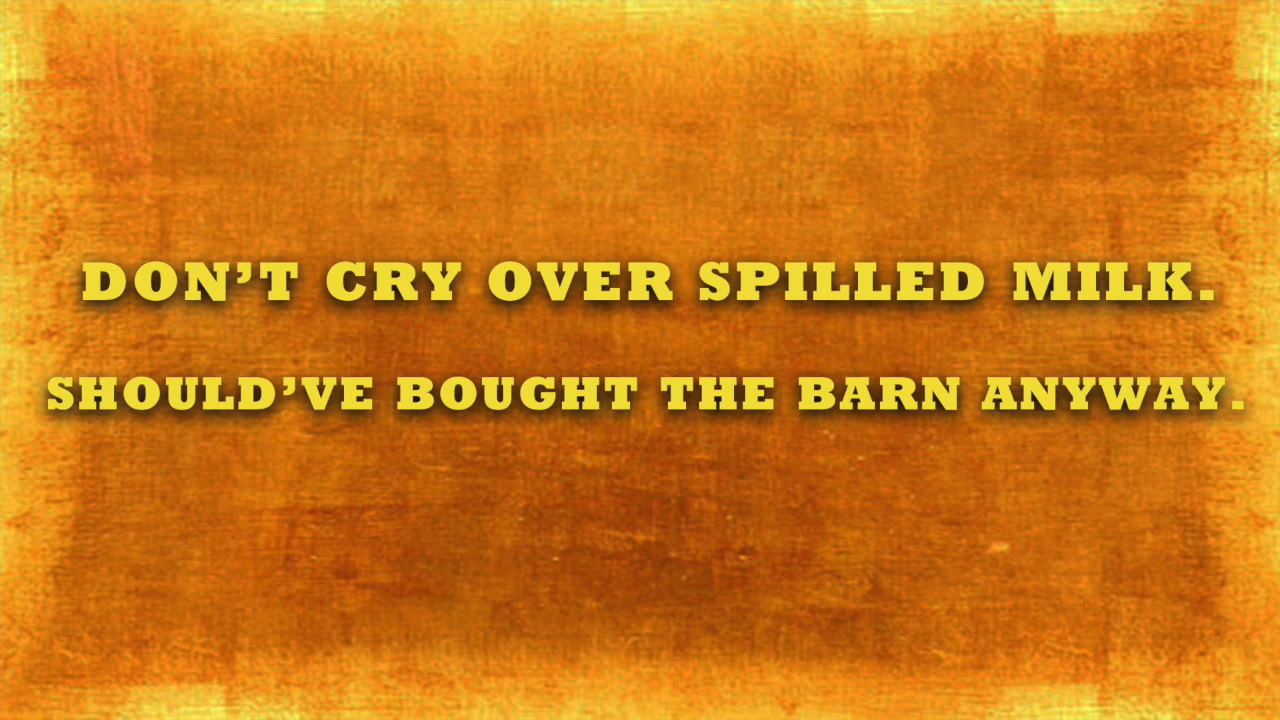 DON’T CRY OVER SPILLED MILK.
SHOULD’VE BOUGHT THE BARN ANYWAY.